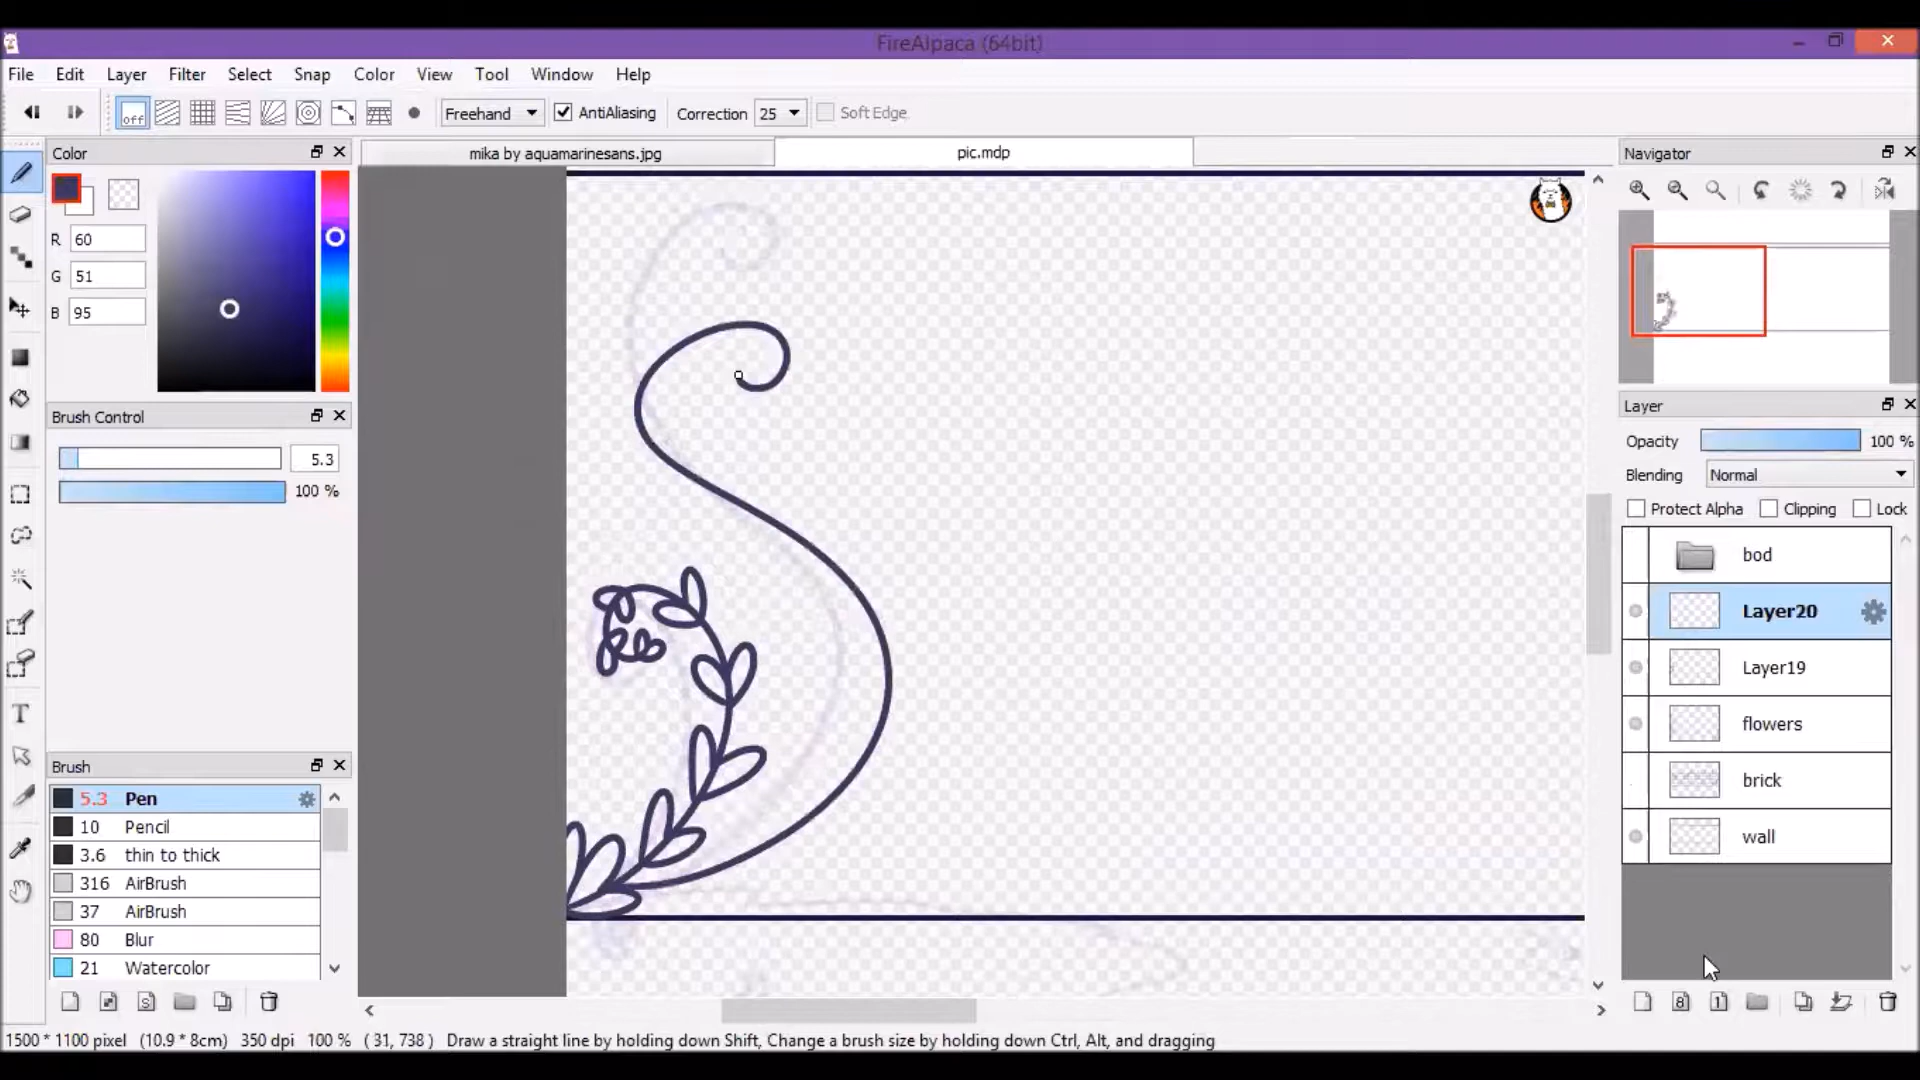 FireAlpaca (64bit)
File Edit Layer Filter Select Snap Color View Tool Window Help
off Freehand AntiAliasing Correction 25 Soft Edge
Color mika by aquamarinesans.jpg pic.mdp Navigator
R 60
G 51
B 95
Brush Control
5.3
100 %
Layer
Opacity 100 %
Blending Normal
Protect Alpha Clipping Lock
bod
Layer20
Layer19
flowers
brick
wall
Brush
5.3 Pen
10 Pencil
3.6 thin to thick
316 AirBrush
37 AirBrush
80 Blur
21 Watercolor
1500 * 1100 pixel (10.9 * 8cm) 350 dpi 100 % ( 31, 738 ) Draw a straight line by holding down Shift, Change a brush size by holding down Ctrl, Alt, and dragging